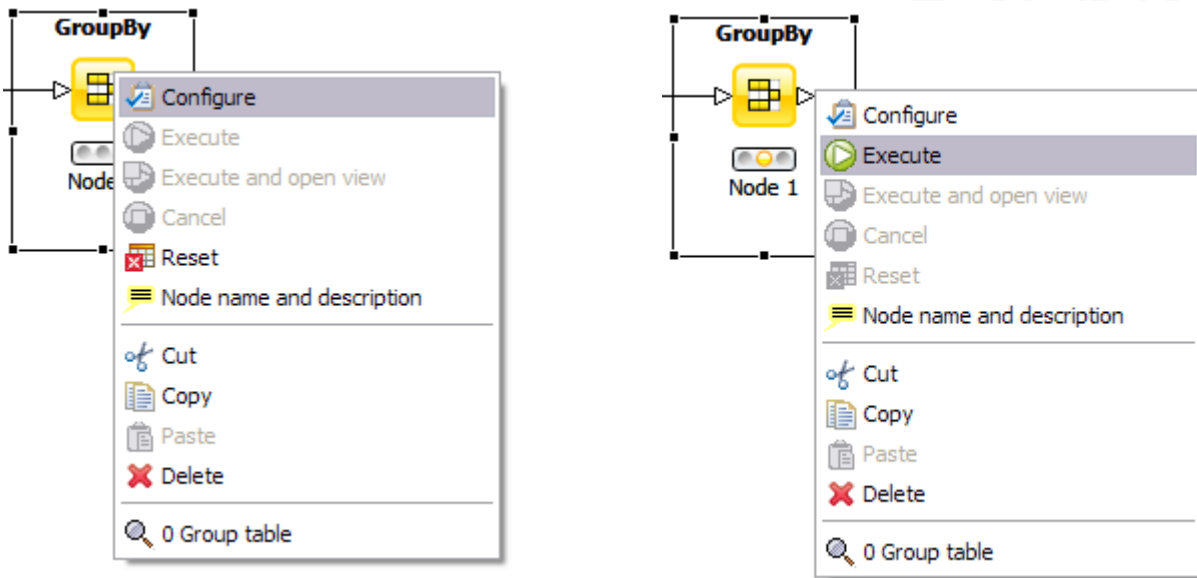 GroupBy
Node
Configure
Execute
Execute and open view
Cancel
Reset
Node name and description
Cut
Copy
Paste
Delete
0 Group table
GroupBy
Node 1
Configure
Execute
Execute and open view
Cancel
Reset
Node name and description
Cut
Copy
Paste
Delete
0 Group table